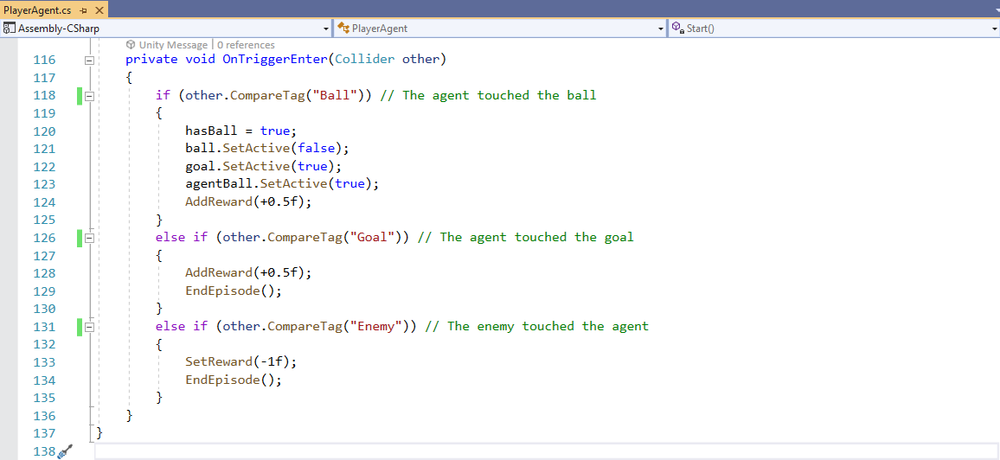 PlayerAgent.cs
Assembly-CSharp PlayerAgent Start()
Unity Message | 0 references
116 private void OnTriggerEnter(Collider other)
117 {
118 if (other.CompareTag("Ball")) // The agent touched the ball
119 {
120 hasBall = true;
121 ball.SetActive(false);
122 goal.SetActive(true);
123 agentBall.SetActive(true);
124 AddReward(+0.5f);
125 }
126 else if (other.CompareTag("Goal")) // The agent touched the goal
127 {
128 AddReward(+0.5f);
129 EndEpisode();
130 }
131 else if (other.CompareTag("Enemy")) // The enemy touched the agent
132 {
133 SetReward(-1f);
134 EndEpisode();
135 }
136 }
137 }
138